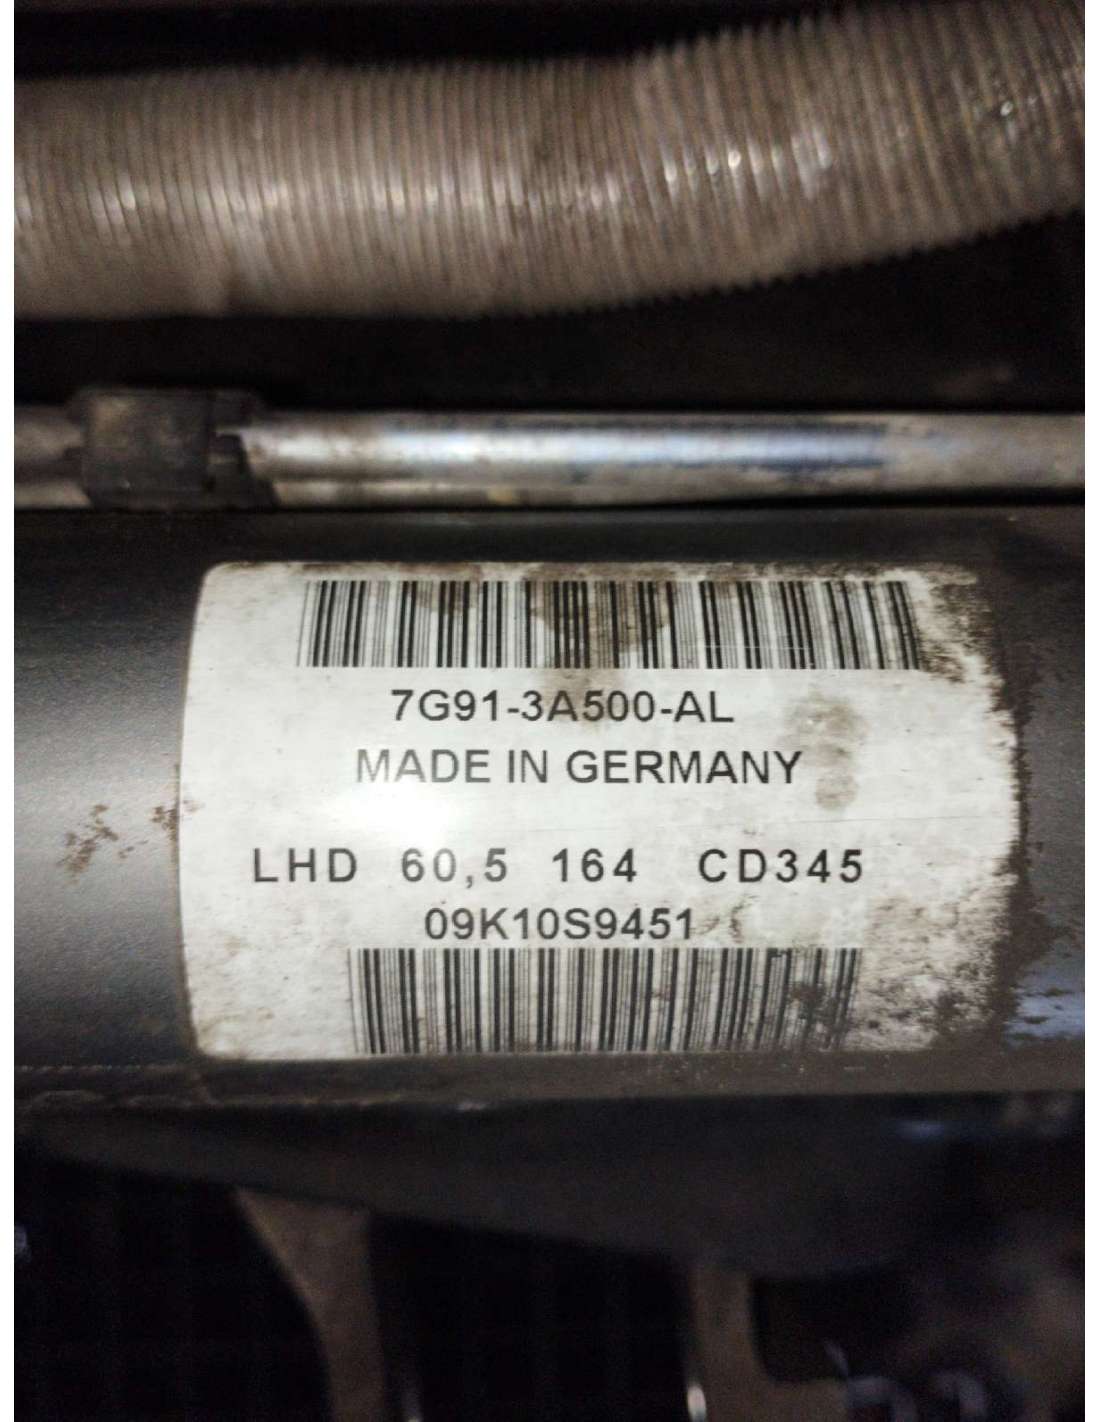 7G91-3A500-AL
MADE IN GERMANY
LHD 60,5 164 CD345
09K10S9451